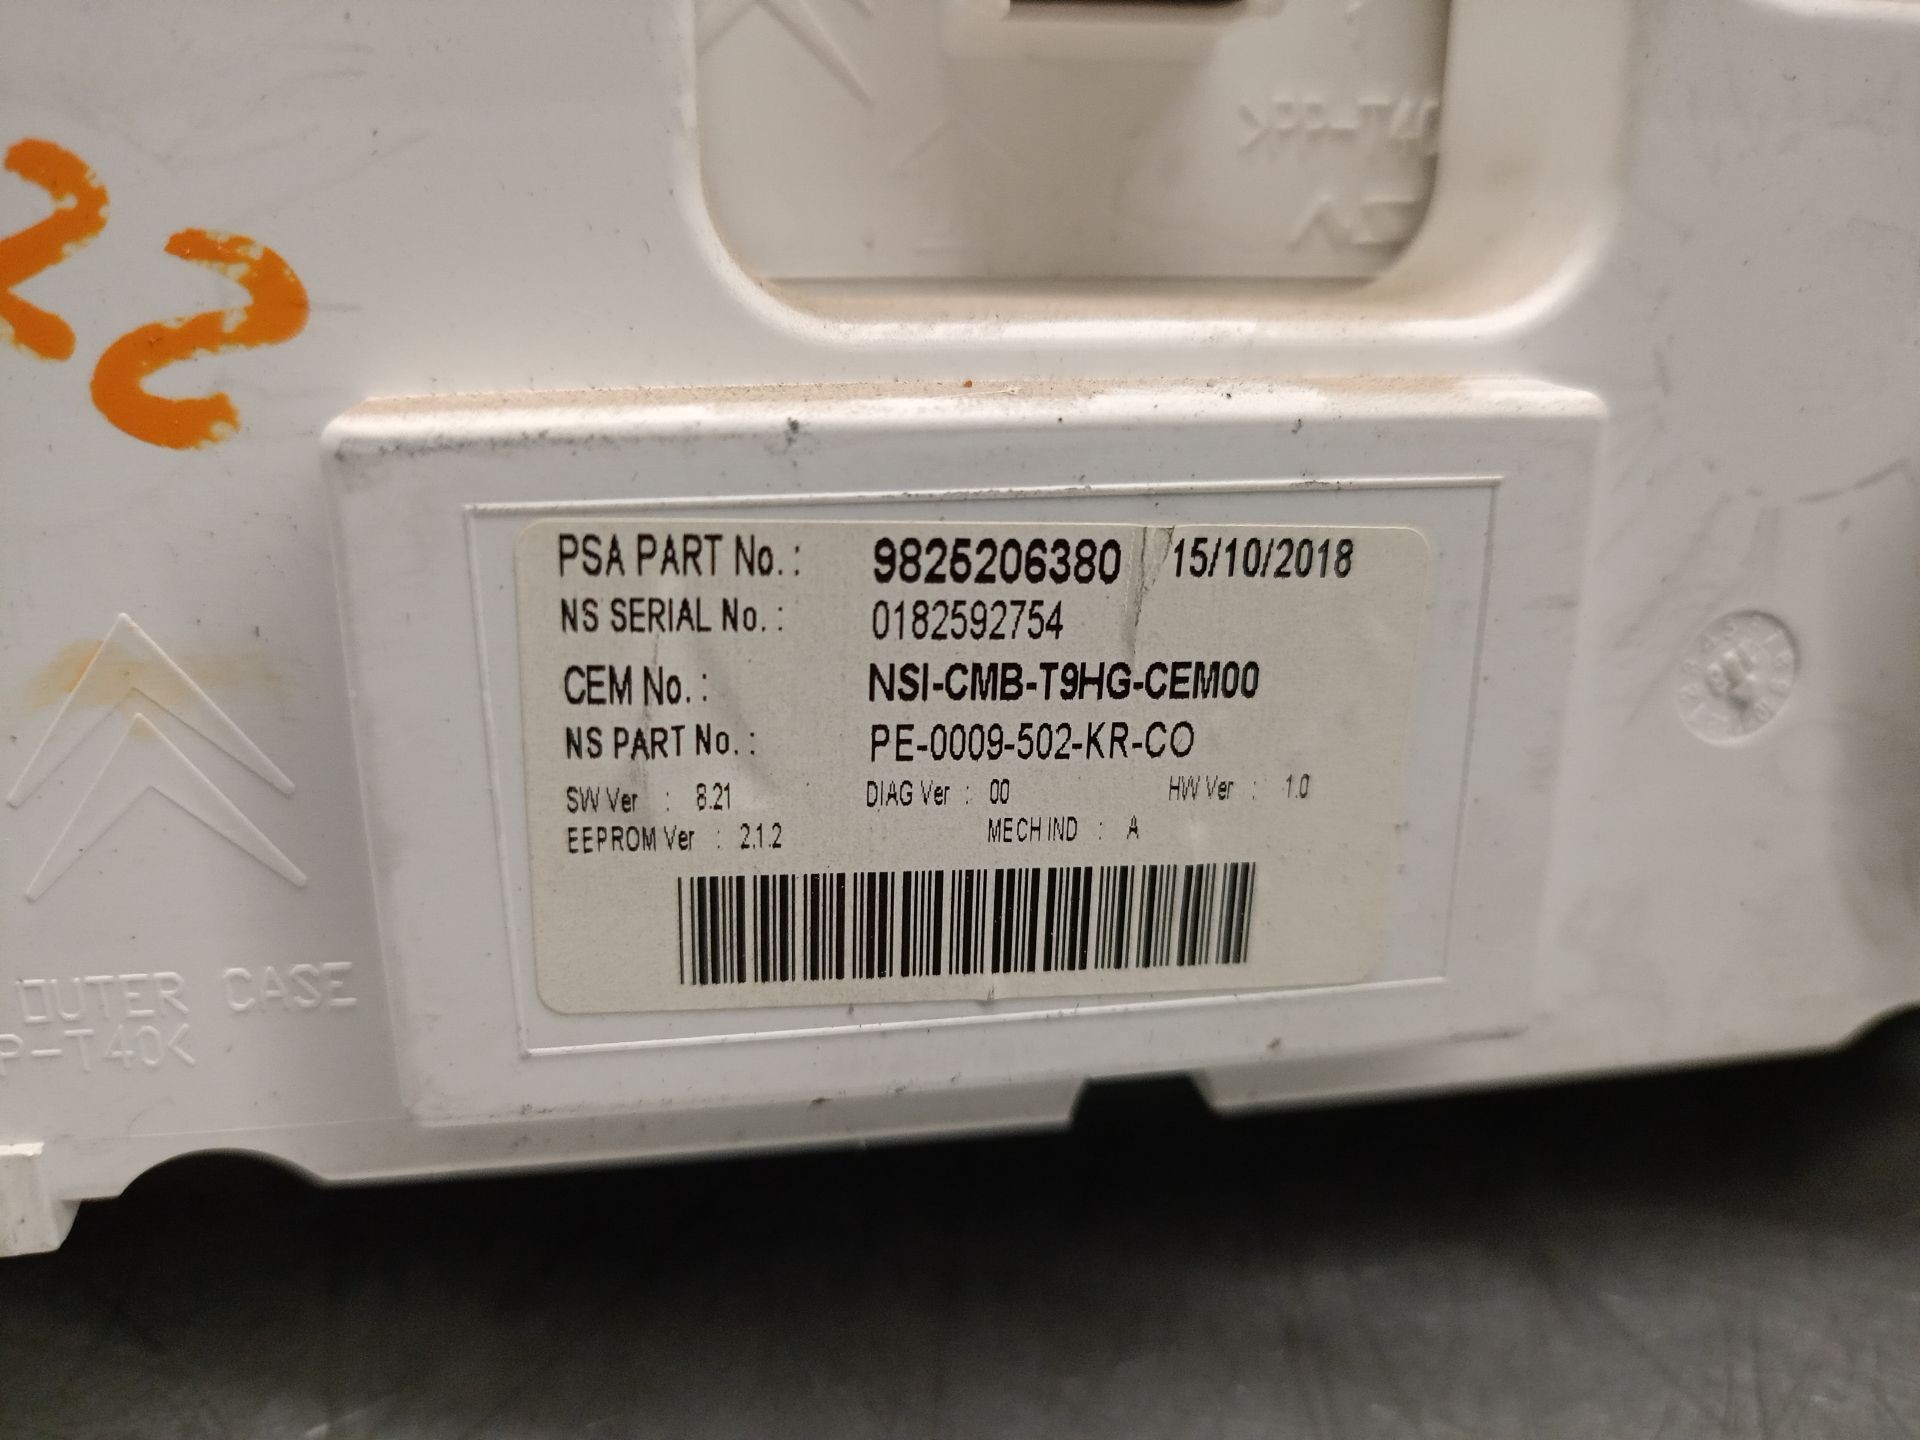 PSA PART No. : 9825206380 15/10/2018
NS SERIAL No. : 0182592754
CEM No. : NSI-CMB-T9HG-CEM00
NS PART No. : PE-0009-502-KR-CO
SW Ver : 8.21 DIAG Ver : 00 HW Ver : 1.0
EEPROM Ver : 2.1.2 MECH IND : A
OUTER CASE
P-T40<